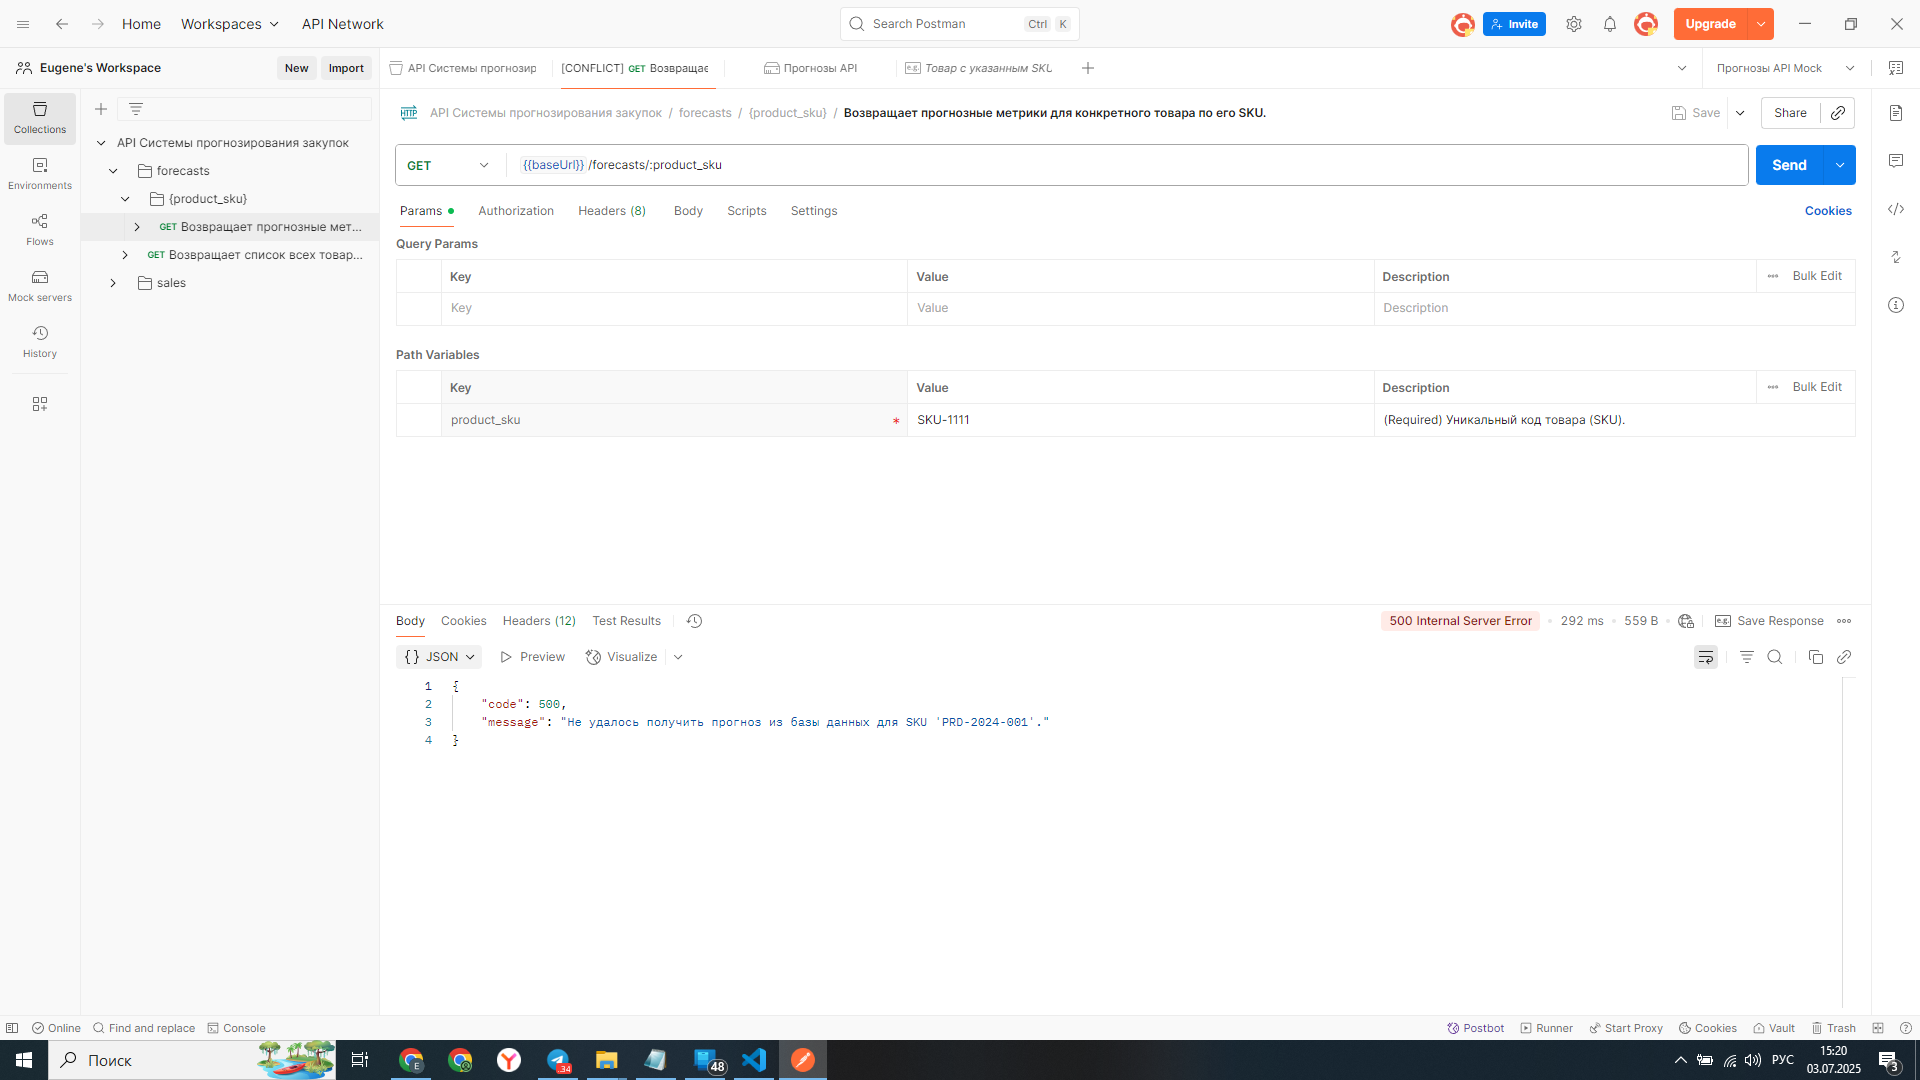 Home
Workspaces
API Network
Search Postman
Ctrl K
Invite
Upgrade
Eugene's Workspace
New
Import
API Системы прогнозир
[CONFLICT] GET Возвращае
Прогнозы API
Товар с указанным SKU
Прогнозы API Mock
Collections
Environments
Flows
Mock servers
History
API Системы прогнозирования закупок
forecasts
{product_sku}
GET Возвращает прогнозные мет...
GET Возвращает список всех товар...
sales
HTTP API Системы прогнозирования закупок / forecasts / {product_sku} / Возвращает прогнозные метрики для конкретного товара по его SKU.
Save
Share
GET
{{baseUrl}} /forecasts/:product_sku
Send
Params
Authorization
Headers (8)
Body
Scripts
Settings
Cookies
Query Params
Key Value Description Bulk Edit
Key Value Description
Path Variables
Key Value Description Bulk Edit
product_sku * SKU-1111 (Required) Уникальный код товара (SKU).
Body
Cookies
Headers (12)
Test Results
500 Internal Server Error
292 ms
559 B
e.g. Save Response
{} JSON
Preview
Visualize
1 {
2 "code": 500,
3 "message": "Не удалось получить прогноз из базы данных для SKU 'PRD-2024-001'."
4 }
Online
Find and replace
Console
Postbot
Runner
Start Proxy
Cookies
Vault
Trash
Поиск
E
34
48
РУС
15:20
03.07.2025
3